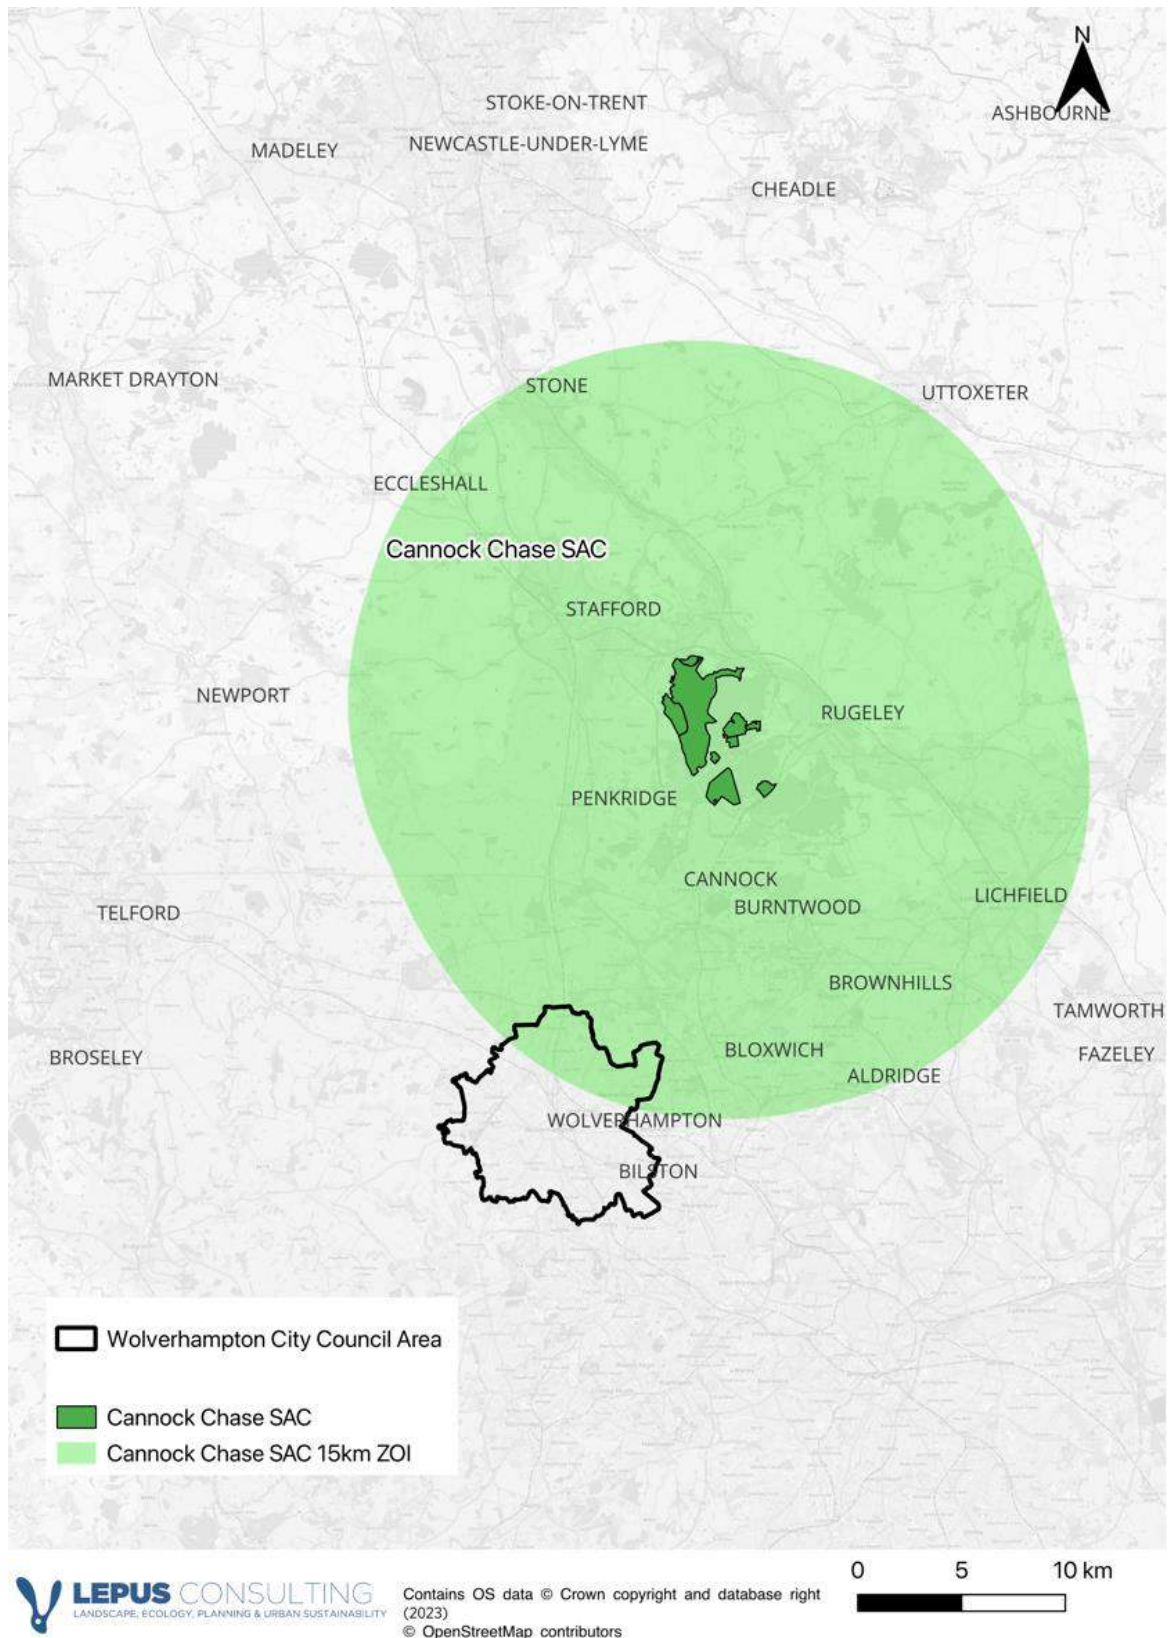 N
STOKE-ON-TRENT
ASHBOURNE
NEWCASTLE-UNDER-LYME
MADELEY
CHEADLE
MARKET DRAYTON
STONE
UTTOXETER
ECCLESHALL
Cannock Chase SAC
STAFFORD
NEWPORT
RUGELEY
PENKRIDGE
CANNOCK
LICHFIELD
BURNTWOOD
TELFORD
BROWNHILLS
TAMWORTH
BLOXWICH
FAZELEY
BROSELEY
ALDRIDGE
WOLVERHAMPTON
BILSTON
Wolverhampton City Council Area
Cannock Chase SAC
Cannock Chase SAC 15km ZOI
LEPUS CONSULTING
LANDSCAPE, ECOLOGY, PLANNING & URBAN SUSTAINABILITY
Contains OS data © Crown copyright and database right
(2023)
© OpenStreetMap contributors
0 5 10 km